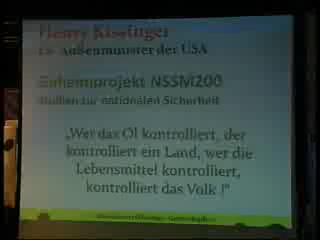 Henry Kissinger
Ex-Außenminister der USA
Geheimprojekt NSSM200
Studien zur nationalen Sicherheit
„Wer das Öl kontrolliert, der
kontrolliert ein Land, wer die
Lebensmittel kontrolliert,
kontrolliert das Volk !“